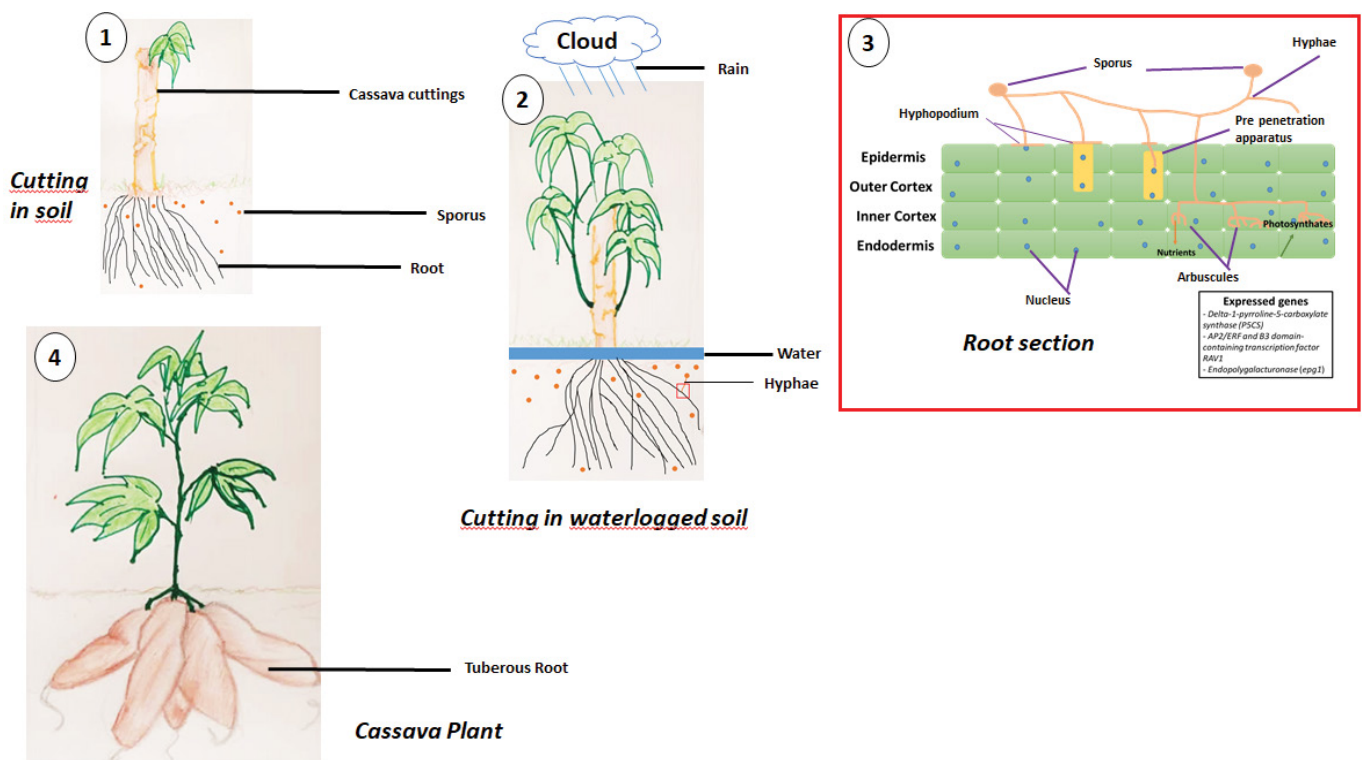 1
Cassava cuttings
Cutting
in soil
Sporus
Root
Cloud
Rain
2
Water
Hyphae
Cutting in waterlogged soil
3
Sporus
Hyphae
Hyphopodium
Pre penetration
apparatus
Epidermis
Outer Cortex
Inner Cortex
Endodermis
Photosynthates
Nutrients
Arbuscules
Nucleus
Root section
Expressed genes
- Delta-1-pyrroline-5-carboxylate
synthase (P5CS)
- AP2/ERF and B3 domain-
containing transcription factor
RAV1
- Endopolygalacturonase (epg1)
4
Tuberous Root
Cassava Plant